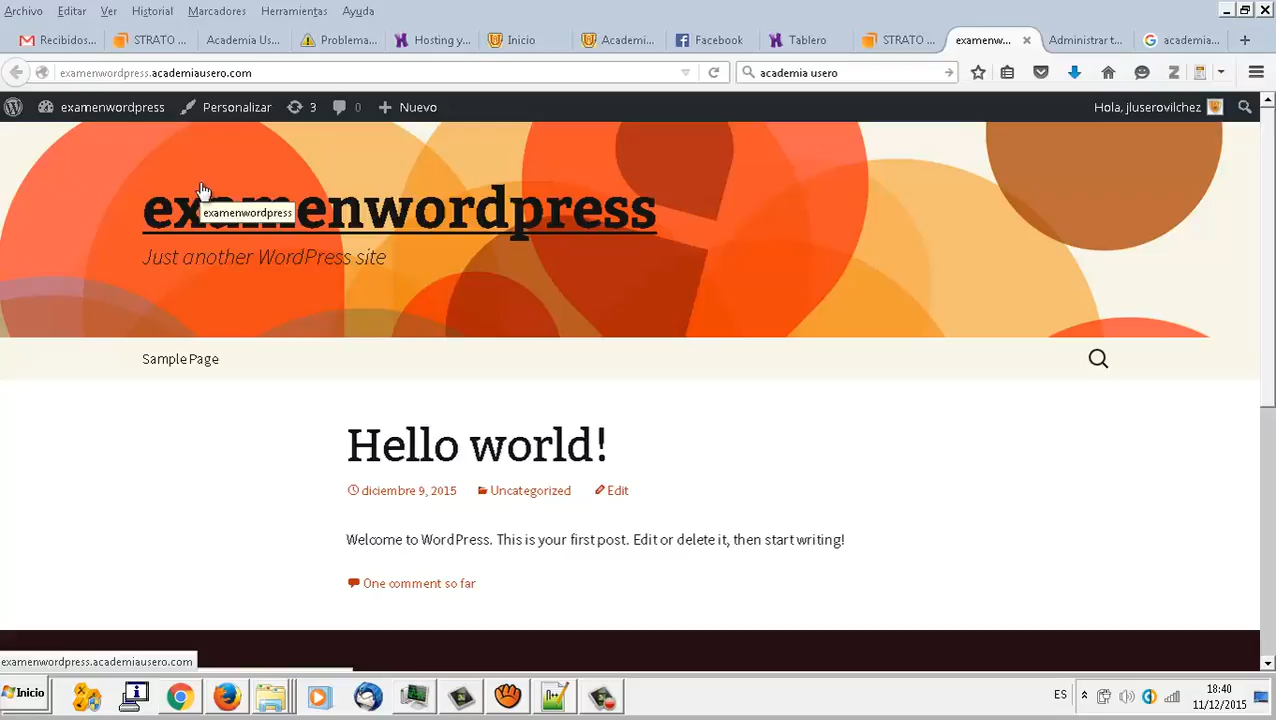 Archivo Editar Ver Historial Marcadores Herramientas Ayuda
Recibidos... STRATO ... Academia Us... Problema... Hosting y... Inicio Academi... Facebook Tablero STRATO ... examenw... Administrar t... academia...
examenwordpress.academiausero.com academia usero
examenwordpress Personalizar 3 0 Nuevo Hola, jluserovilchez
examenwordpress
examenwordpress
Just another WordPress site
Sample Page
Hello world!
diciembre 9, 2015 Uncategorized Edit
Welcome to WordPress. This is your first post. Edit or delete it, then start writing!
One comment so far
examenwordpress.academiausero.com
Inicio ES 18:40
11/12/2015